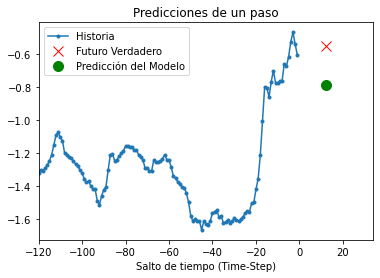 Predicciones de un paso
Historia
Futuro Verdadero
Predicción del Modelo
−0.6
−0.8
−1.0
−1.2
−1.4
−1.6
−120 −100 −80 −60 −40 −20 0 20
Salto de tiempo (Time-Step)